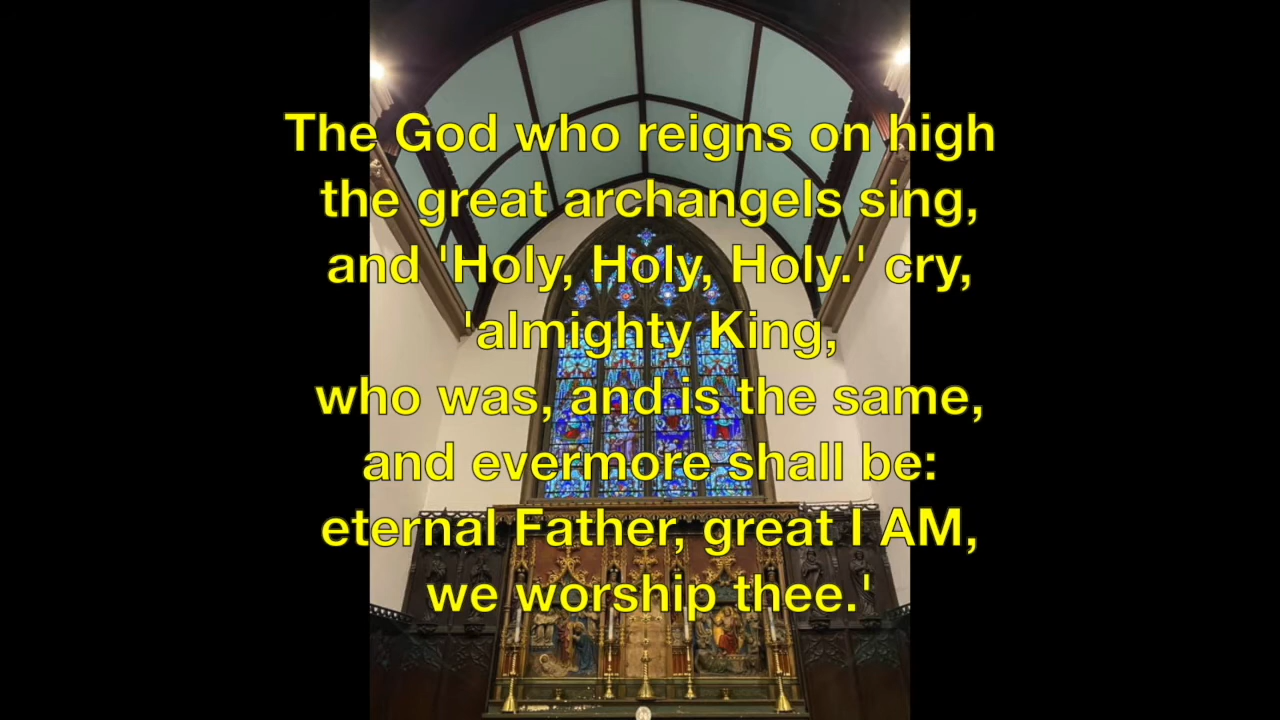 The God who reigns on high
the great archangels sing,
and 'Holy, Holy, Holy.' cry,
'almighty King,
who was, and is the same,
and evermore shall be:
eternal Father, great I AM,
we worship thee.'